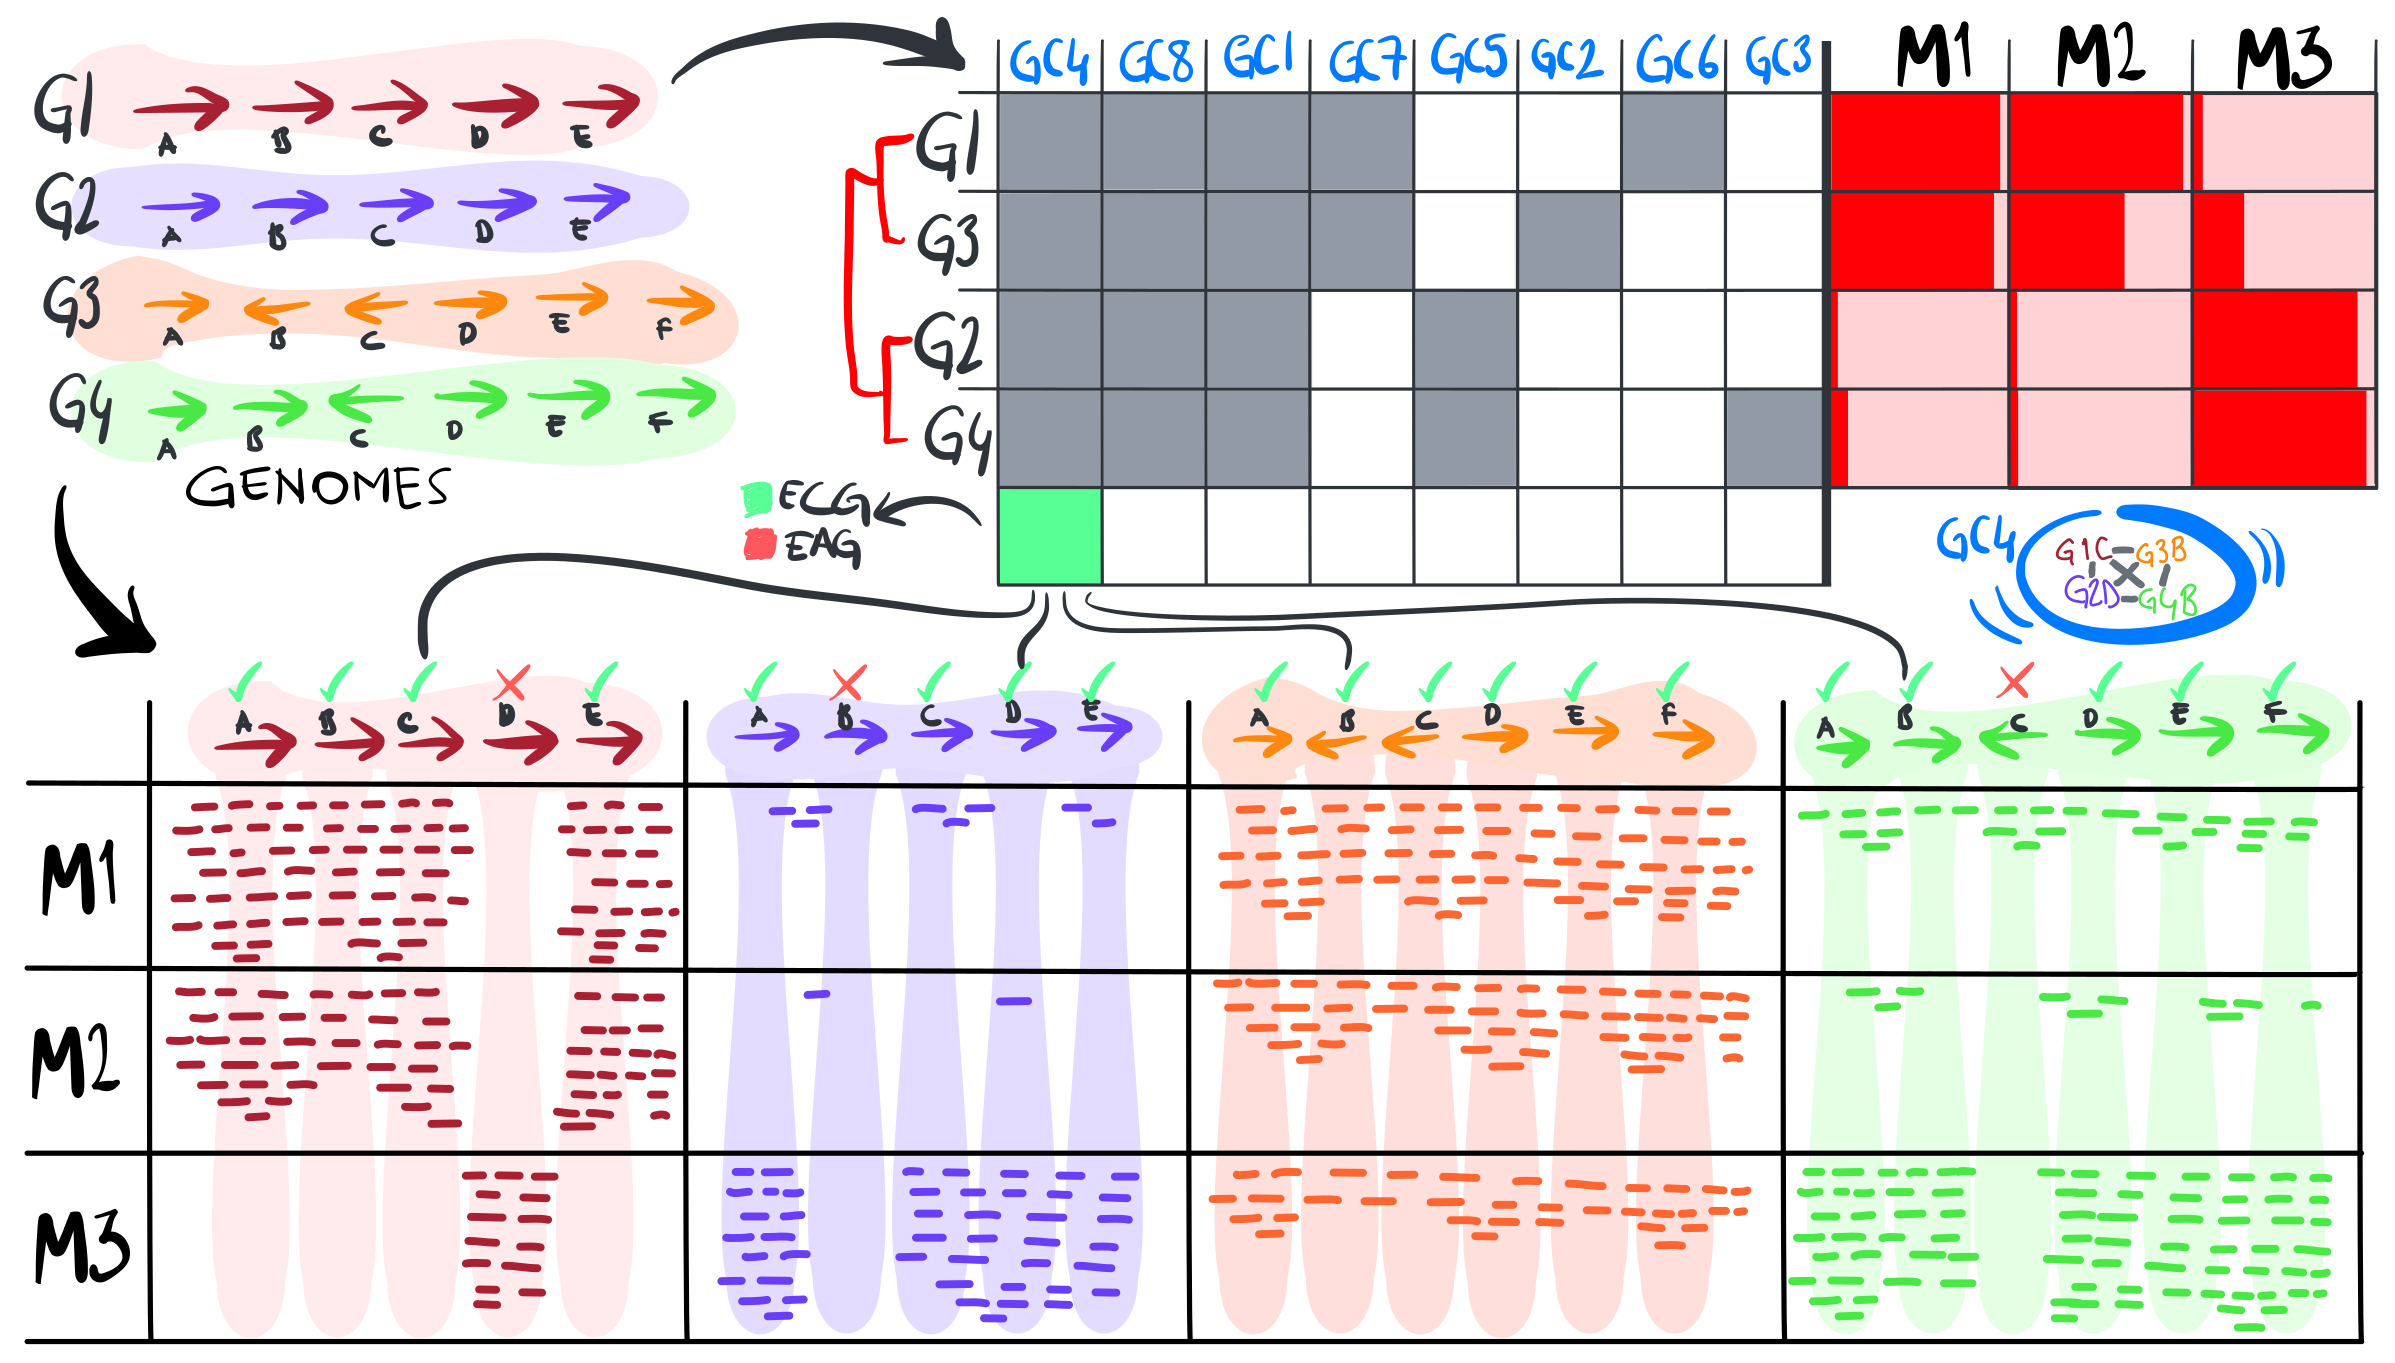 G1
A B C D E
G2
A B C D E
G3
A B C D E F
G4
A B C D E F
GENOMES
GC4 GC8 GC1 GC7 GC5 GC2 GC6 GC3 M1 M2 M3
G1
G3
G2
G4
ECG
EAG
GC4
G1C G3B
G2D G4B
A B C D E A B C D E A B C D E F A B C D E F
M1
M2
M3